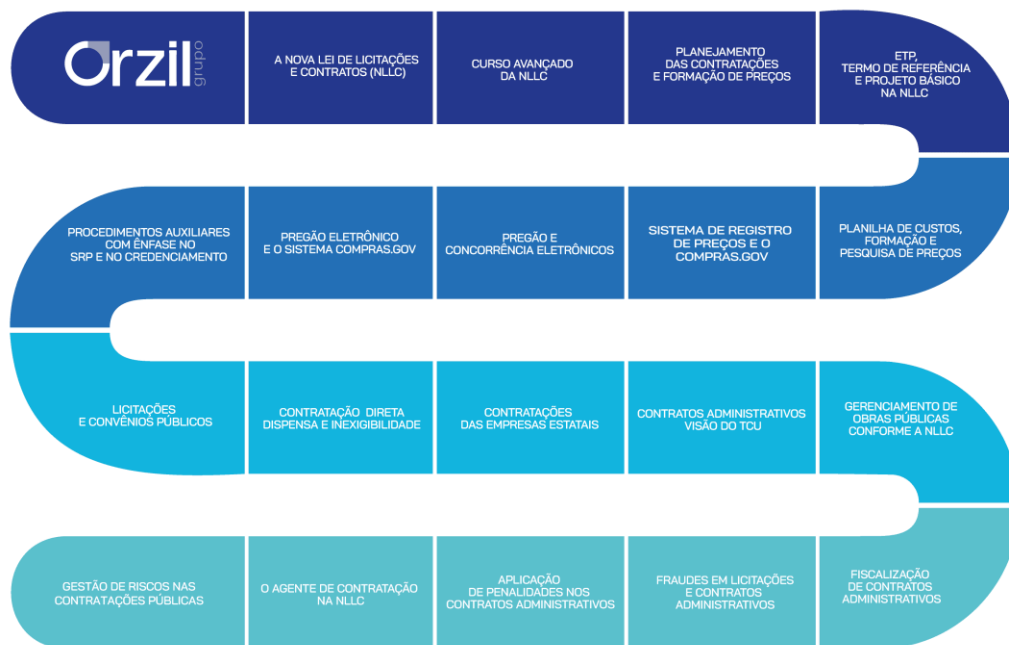 Orzil
grupo
A NOVA LEI DE LICITAÇÕES
E CONTRATOS (NLLC)
CURSO AVANÇADO
DA NLLC
PLANEJAMENTO
DAS CONTRATAÇÕES
E FORMAÇÃO DE PREÇOS
ETP,
TERMO DE REFERÊNCIA
E PROJETO BÁSICO
NA NLLC
PROCEDIMENTOS AUXILIARES
COM ÊNFASE NO
SRP E NO CREDENCIAMENTO
PREGÃO ELETRÔNICO
E O SISTEMA COMPRAS.GOV
PREGÃO E
CONCORRÊNCIA ELETRÔNICOS
SISTEMA DE REGISTRO
DE PREÇOS E O
COMPRAS.GOV
PLANILHA DE CUSTOS,
FORMAÇÃO E
PESQUISA DE PREÇOS
LICITAÇÕES
E CONVÊNIOS PÚBLICOS
CONTRATAÇÃO DIRETA
DISPENSA E INEXIGIBILIDADE
CONTRATAÇÕES
DAS EMPRESAS ESTATAIS
CONTRATOS ADMINISTRATIVOS
VISÃO DO TCU
GERENCIAMENTO DE
OBRAS PÚBLICAS
CONFORME A NLLC
GESTÃO DE RISCOS NAS
CONTRATAÇÕES PÚBLICAS
O AGENTE DE CONTRATAÇÃO
NA NLLC
APLICAÇÃO
DE PENALIDADES NOS
CONTRATOS ADMINISTRATIVOS
FRAUDES EM LICITAÇÕES
E CONTRATOS
ADMINISTRATIVOS
FISCALIZAÇÃO
DE CONTRATOS
ADMINISTRATIVOS